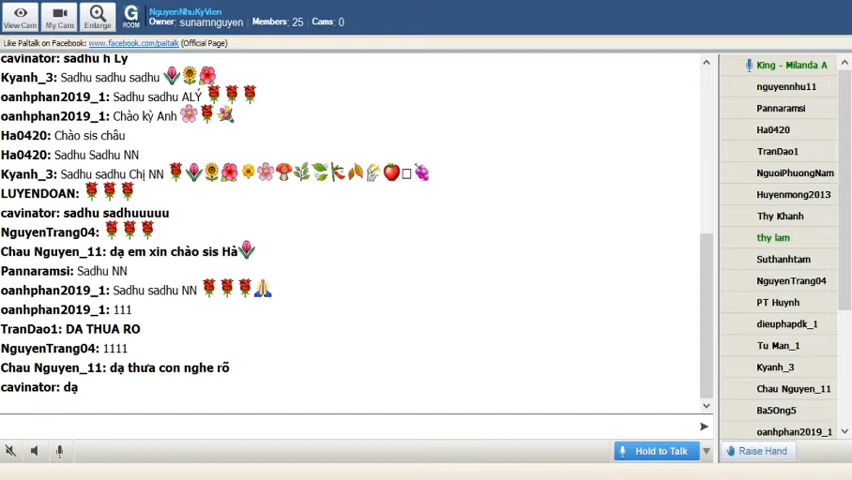 View Cam
My Cam
Enlarge
G
ROOM
NguyenNhuKyVien
Owner: sunamnguyen Members: 25 Cams: 0
Like Paltalk on Facebook: www.facebook.com/paltalk (Official Page)
cavinator: sadhu h Ly
Kyanh_3: Sadhu sadhu sadhu
oanhphan2019_1: Sadhu sadhu ALÝ
oanhphan2019_1: Chào kỳ Anh
Ha0420: Chào sis châu
Ha0420: Sadhu Sadhu NN
Kyanh_3: Sadhu sadhu Chị NN
LUYENDOAN:
cavinator: sadhu sadhuuuuu
NguyenTrang04:
Chau Nguyen_11: dạ em xin chào sis Hà
Pannaramsi: Sadhu NN
oanhphan2019_1: Sadhu sadhu NN
oanhphan2019_1: 111
TranDao1: DA THUA RO
NguyenTrang04: 1111
Chau Nguyen_11: dạ thưa con nghe rõ
cavinator: dạ
Hold to Talk
King - Milanda A
nguyennhu11
Pannaramsi
Ha0420
TranDao1
NguoiPhuongNam
Huyenmong2013
Thy Khanh
thy lam
Suthanhtam
NguyenTrang04
PT Huynh
dieuphapdk_1
Tu Man_1
Kyanh_3
Chau Nguyen_11
Ba5Ong5
oanhphan2019_1
Raise Hand